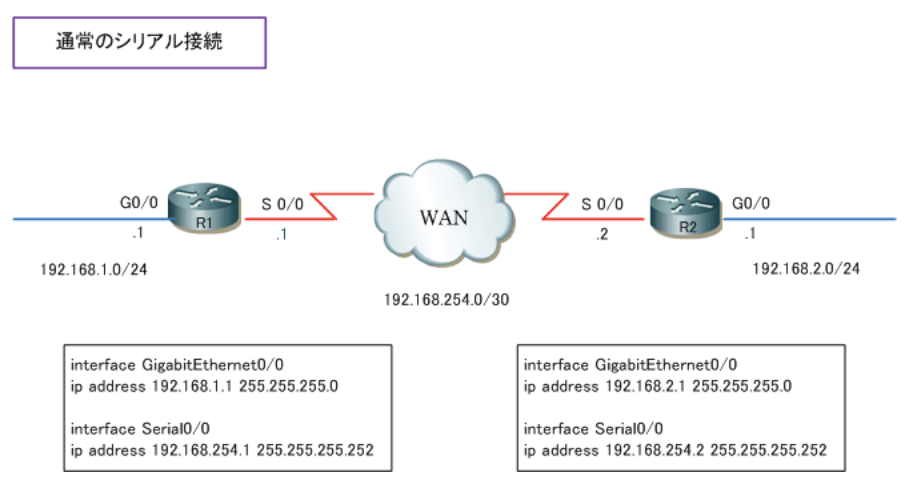 通常のシリアル接続
G0/0
S 0/0
S 0/0
G0/0
R1
WAN
R2
.1
.1
.2
.1
192.168.1.0/24
192.168.2.0/24
192.168.254.0/30
interface GigabitEthernet0/0
ip address 192.168.1.1 255.255.255.0
interface Serial0/0
ip address 192.168.254.1 255.255.255.252
interface GigabitEthernet0/0
ip address 192.168.2.1 255.255.255.0
interface Serial0/0
ip address 192.168.254.2 255.255.255.252